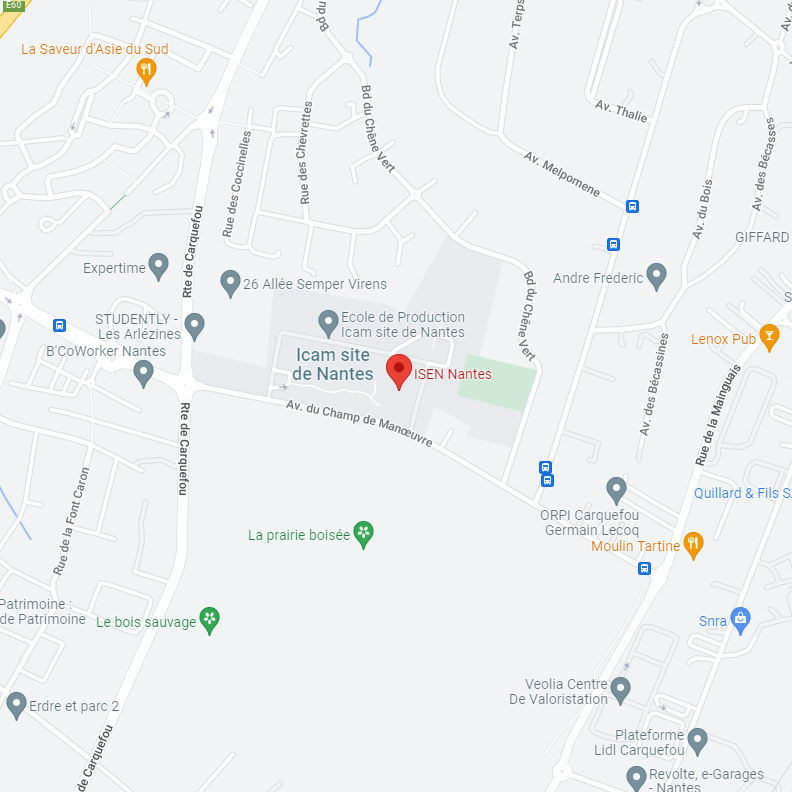 E60
Bd du
Av. Terps
Av. d
La Saveur d'Asie du Sud
Bd du Chêne Vert
Av. Thalie
Rue des Chevrettes
Rue des Coccinelles
Av. Melpomene
Av. des Bécasses
Av. du Bois
Rte de Carquefou
GIFFARD
Expertime
26 Allée Semper Virens
Andre Frederic
Bd du Chêne Vert
S
STUDENTLY -
Les Arlézines
Ecole de Production
Icam site de Nantes
B'CoWorker Nantes
Lenox Pub
Icam site
de Nantes
ISEN Nantes
Av. des Bécassines
Rue de la Mainguais
Av. du Champ de Manœuvre
Rte de Carquefou
Rue de la Font Caron
Quillard & Fils S
ORPI Carquefou
Germain Lecoq
La prairie boisée
Moulin Tartine
Patrimoine :
de Patrimoine
Le bois sauvage
Snra
Veolia Centre
De Valoristation
Erdre et parc 2
de Carquefou
Plateforme
Lidl Carquefou
Revolte, e-Garages
- Nantes